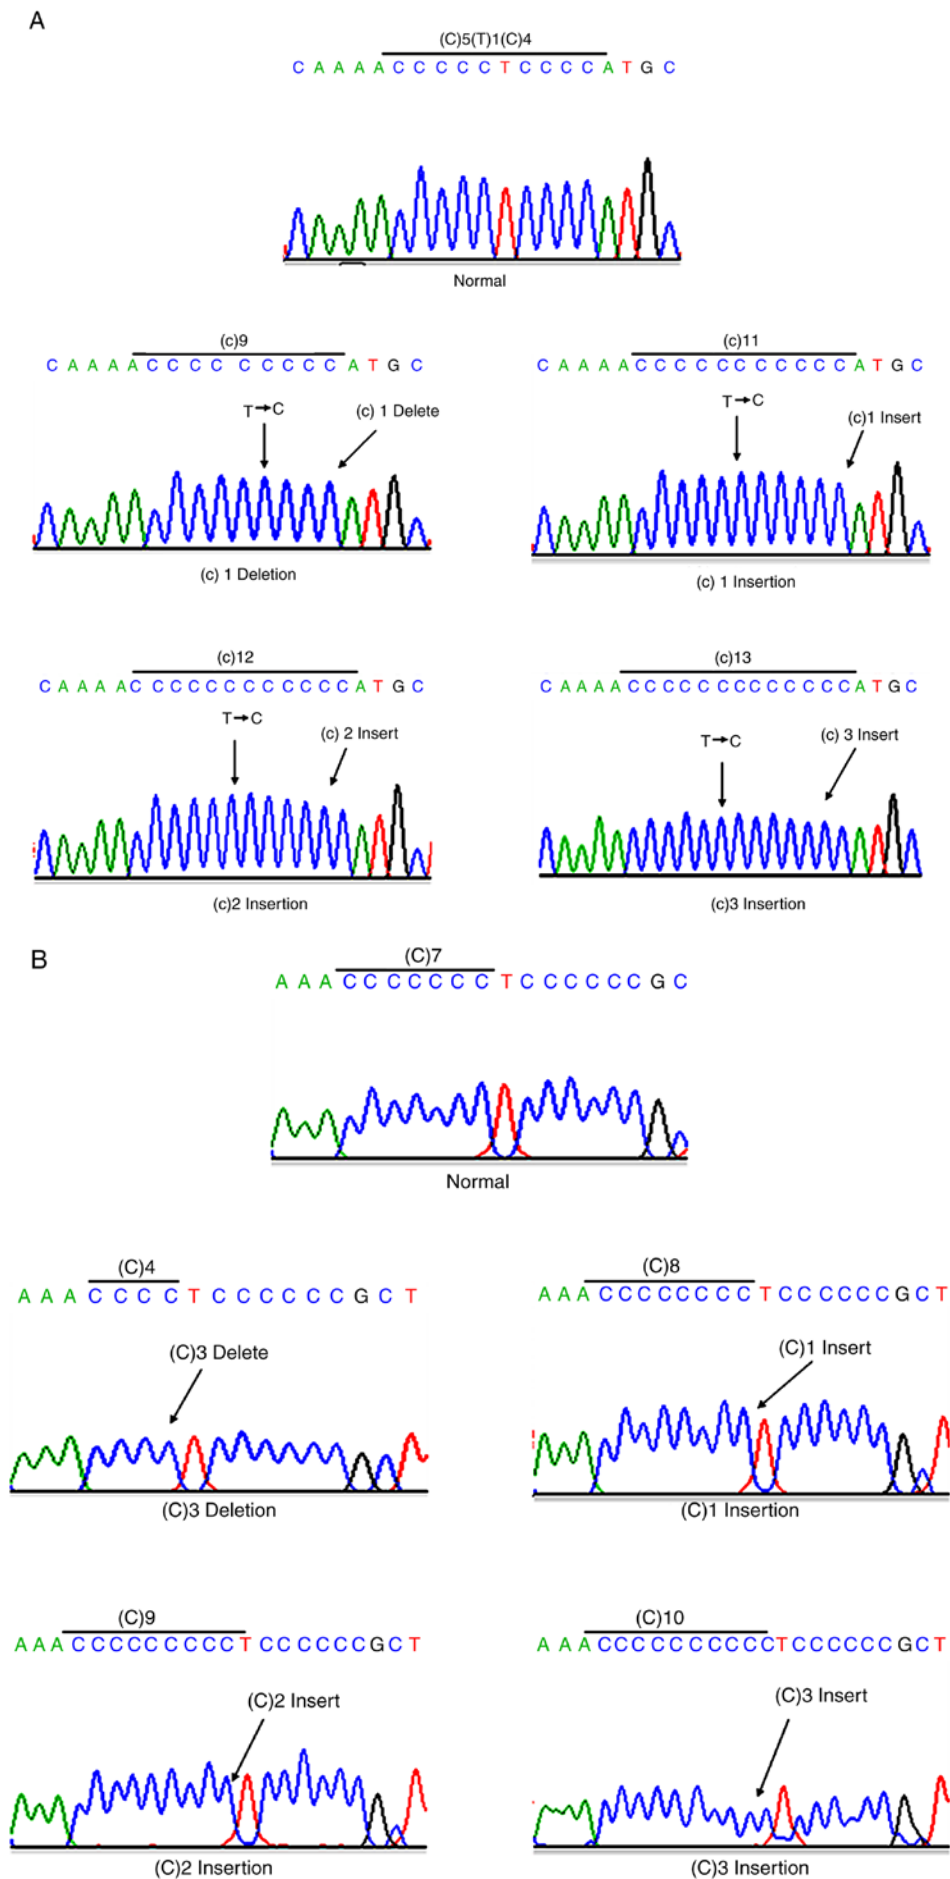 A
(C)5(T)1(C)4
C A A A A C C C C C T C C C C A T G C
Normal
(c)9
C A A A A C C C C C C C C C A T G C
T→C
(c) 1 Delete
(c) 1 Deletion
(c)11
C A A A A C C C C C C C C C C C A T G C
T→C
(c)1 Insert
(c) 1 Insertion
(c)12
C A A A A C C C C C C C C C C C C A T G C
T→C
(c) 2 Insert
(c)2 Insertion
(c)13
C A A A A C C C C C C C C C C C C C A T G C
T→C
(c) 3 Insert
(c)3 Insertion
B
(C)7
A A A C C C C C C C T C C C C C C G C
Normal
(C)4
A A A C C C C T C C C C C C G C T
(C)3 Delete
(C)3 Deletion
(C)8
A A A C C C C C C C C T C C C C C C G C T
(C)1 Insert
(C)1 Insertion
(C)9
A A A C C C C C C C C C T C C C C C C G C T
(C)2 Insert
(C)2 Insertion
(C)10
A A A C C C C C C C C C C T C C C C C C G C T
(C)3 Insert
(C)3 Insertion